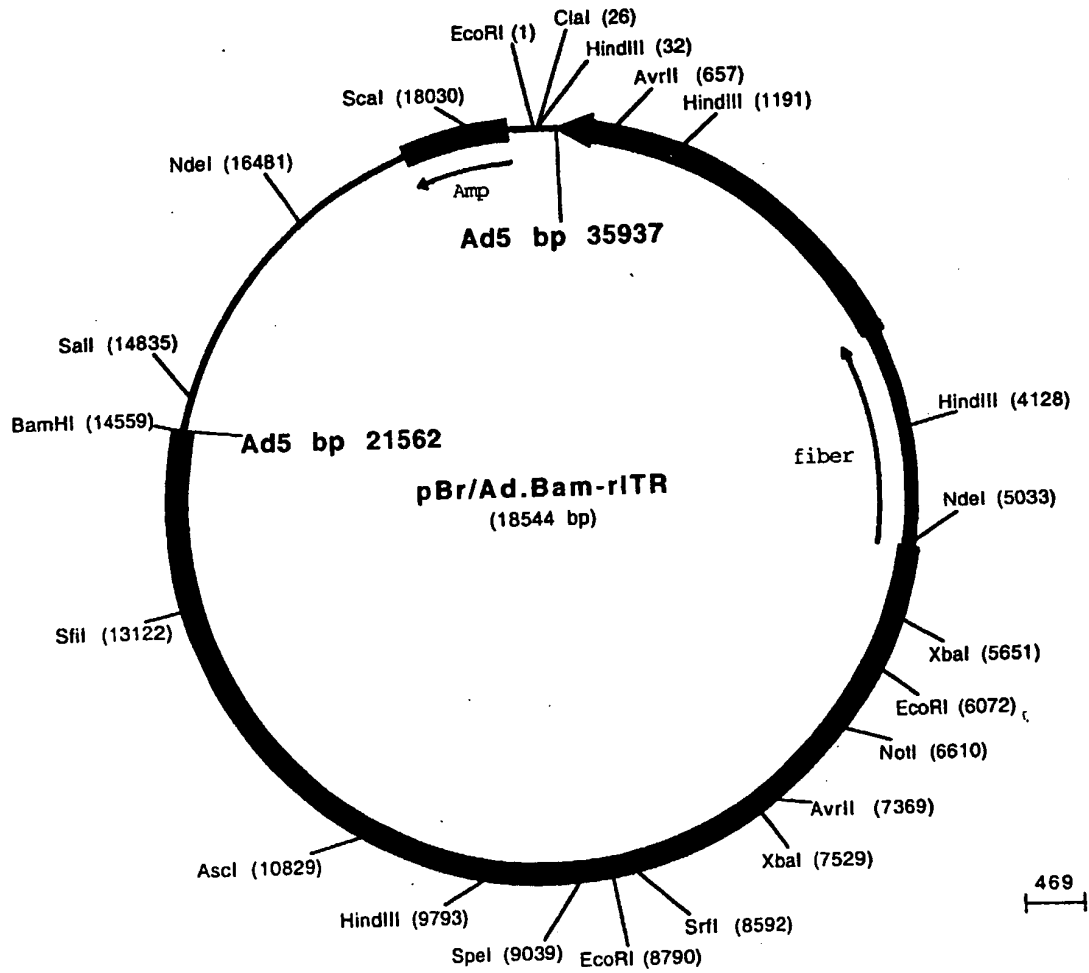 EcoRI (1)
ClaI (26)
HindIII (32)
AvrII (657)
HindIII (1191)
ScaI (18030)
NdeI (16481)
Amp
Ad5 bp 35937
SalI (14835)
BamHI (14559)
Ad5 bp 21562
HindIII (4128)
fiber
pBr/Ad.Bam-rITR
(18544 bp)
NdeI (5033)
SfiI (13122)
XbaI (5651)
EcoRI (6072)
NotI (6610)
AvrII (7369)
XbaI (7529)
AscI (10829)
HindIII (9793)
SpeI (9039)
EcoRI (8790)
SrfI (8592)
469